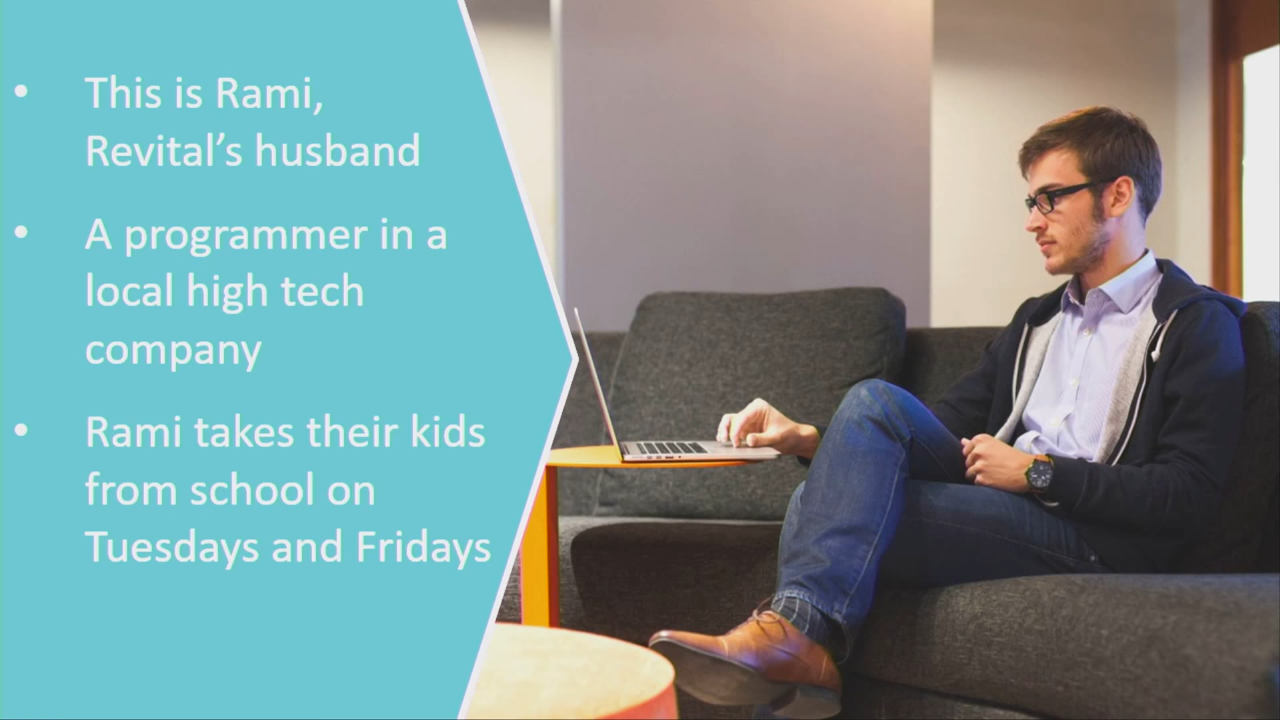 • This is Rami,
Revital’s husband
• A programmer in a
local high tech
company
• Rami takes their kids
from school on
Tuesdays and Fridays